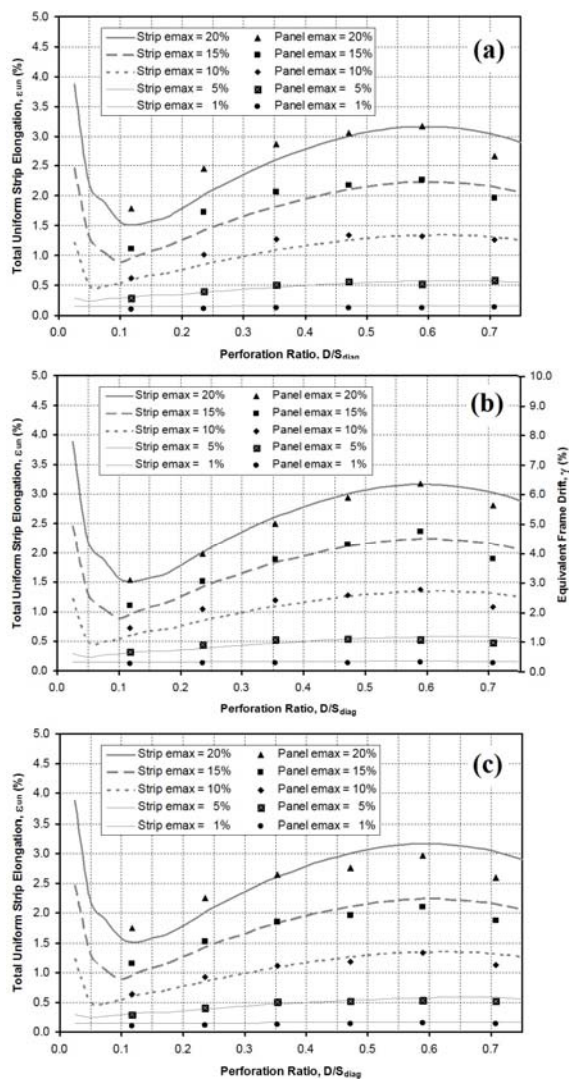 5.0
4.5
4.0
3.5
3.0
2.5
2.0
1.5
1.0
0.5
0.0
Total Uniform Strip Elongation, εun (%)
Strip emax = 20% Panel emax = 20%
Strip emax = 15% Panel emax = 15%
Strip emax = 10% Panel emax = 10%
Strip emax = 5% Panel emax = 5%
Strip emax = 1% Panel emax = 1%
(a)
0.0 0.1 0.2 0.3 0.4 0.5 0.6 0.7
Perforation Ratio, D/Sdiag
5.0
4.5
4.0
3.5
3.0
2.5
2.0
1.5
1.0
0.5
0.0
Total Uniform Strip Elongation, εun (%)
Strip emax = 20% Panel emax = 20%
Strip emax = 15% Panel emax = 15%
Strip emax = 10% Panel emax = 10%
Strip emax = 5% Panel emax = 5%
Strip emax = 1% Panel emax = 1%
(b)
10.0
9.0
8.0
7.0
6.0
5.0
4.0
3.0
2.0
1.0
0.0
Equivalent Frame Drift, γ (%)
0.0 0.1 0.2 0.3 0.4 0.5 0.6 0.7
Perforation Ratio, D/Sdiag
5.0
4.5
4.0
3.5
3.0
2.5
2.0
1.5
1.0
0.5
0.0
Total Uniform Strip Elongation, εun (%)
Strip emax = 20% Panel emax = 20%
Strip emax = 15% Panel emax = 15%
Strip emax = 10% Panel emax = 10%
Strip emax = 5% Panel emax = 5%
Strip emax = 1% Panel emax = 1%
(c)
0.0 0.1 0.2 0.3 0.4 0.5 0.6 0.7
Perforation Ratio, D/Sdiag